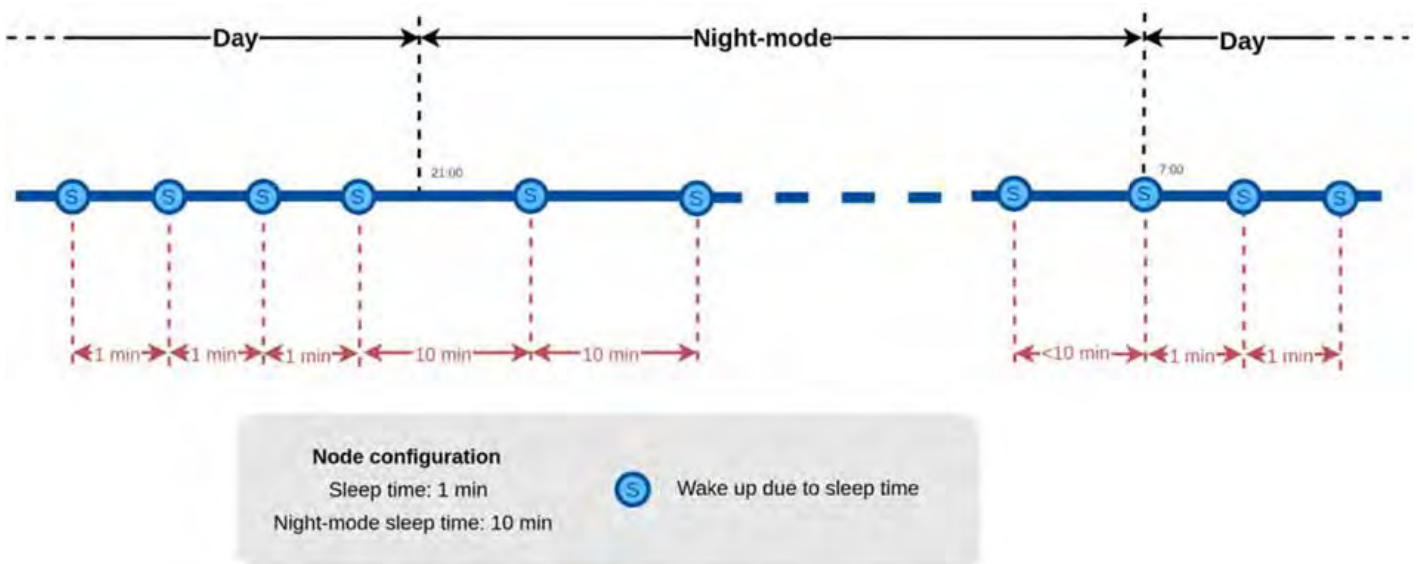 Day Night-mode Day
21:00 7:00
S S S S S S S S S S
1 min 1 min 1 min 10 min 10 min <10 min 1 min 1 min
Node configuration
Sleep time: 1 min
S Wake up due to sleep time
Night-mode sleep time: 10 min